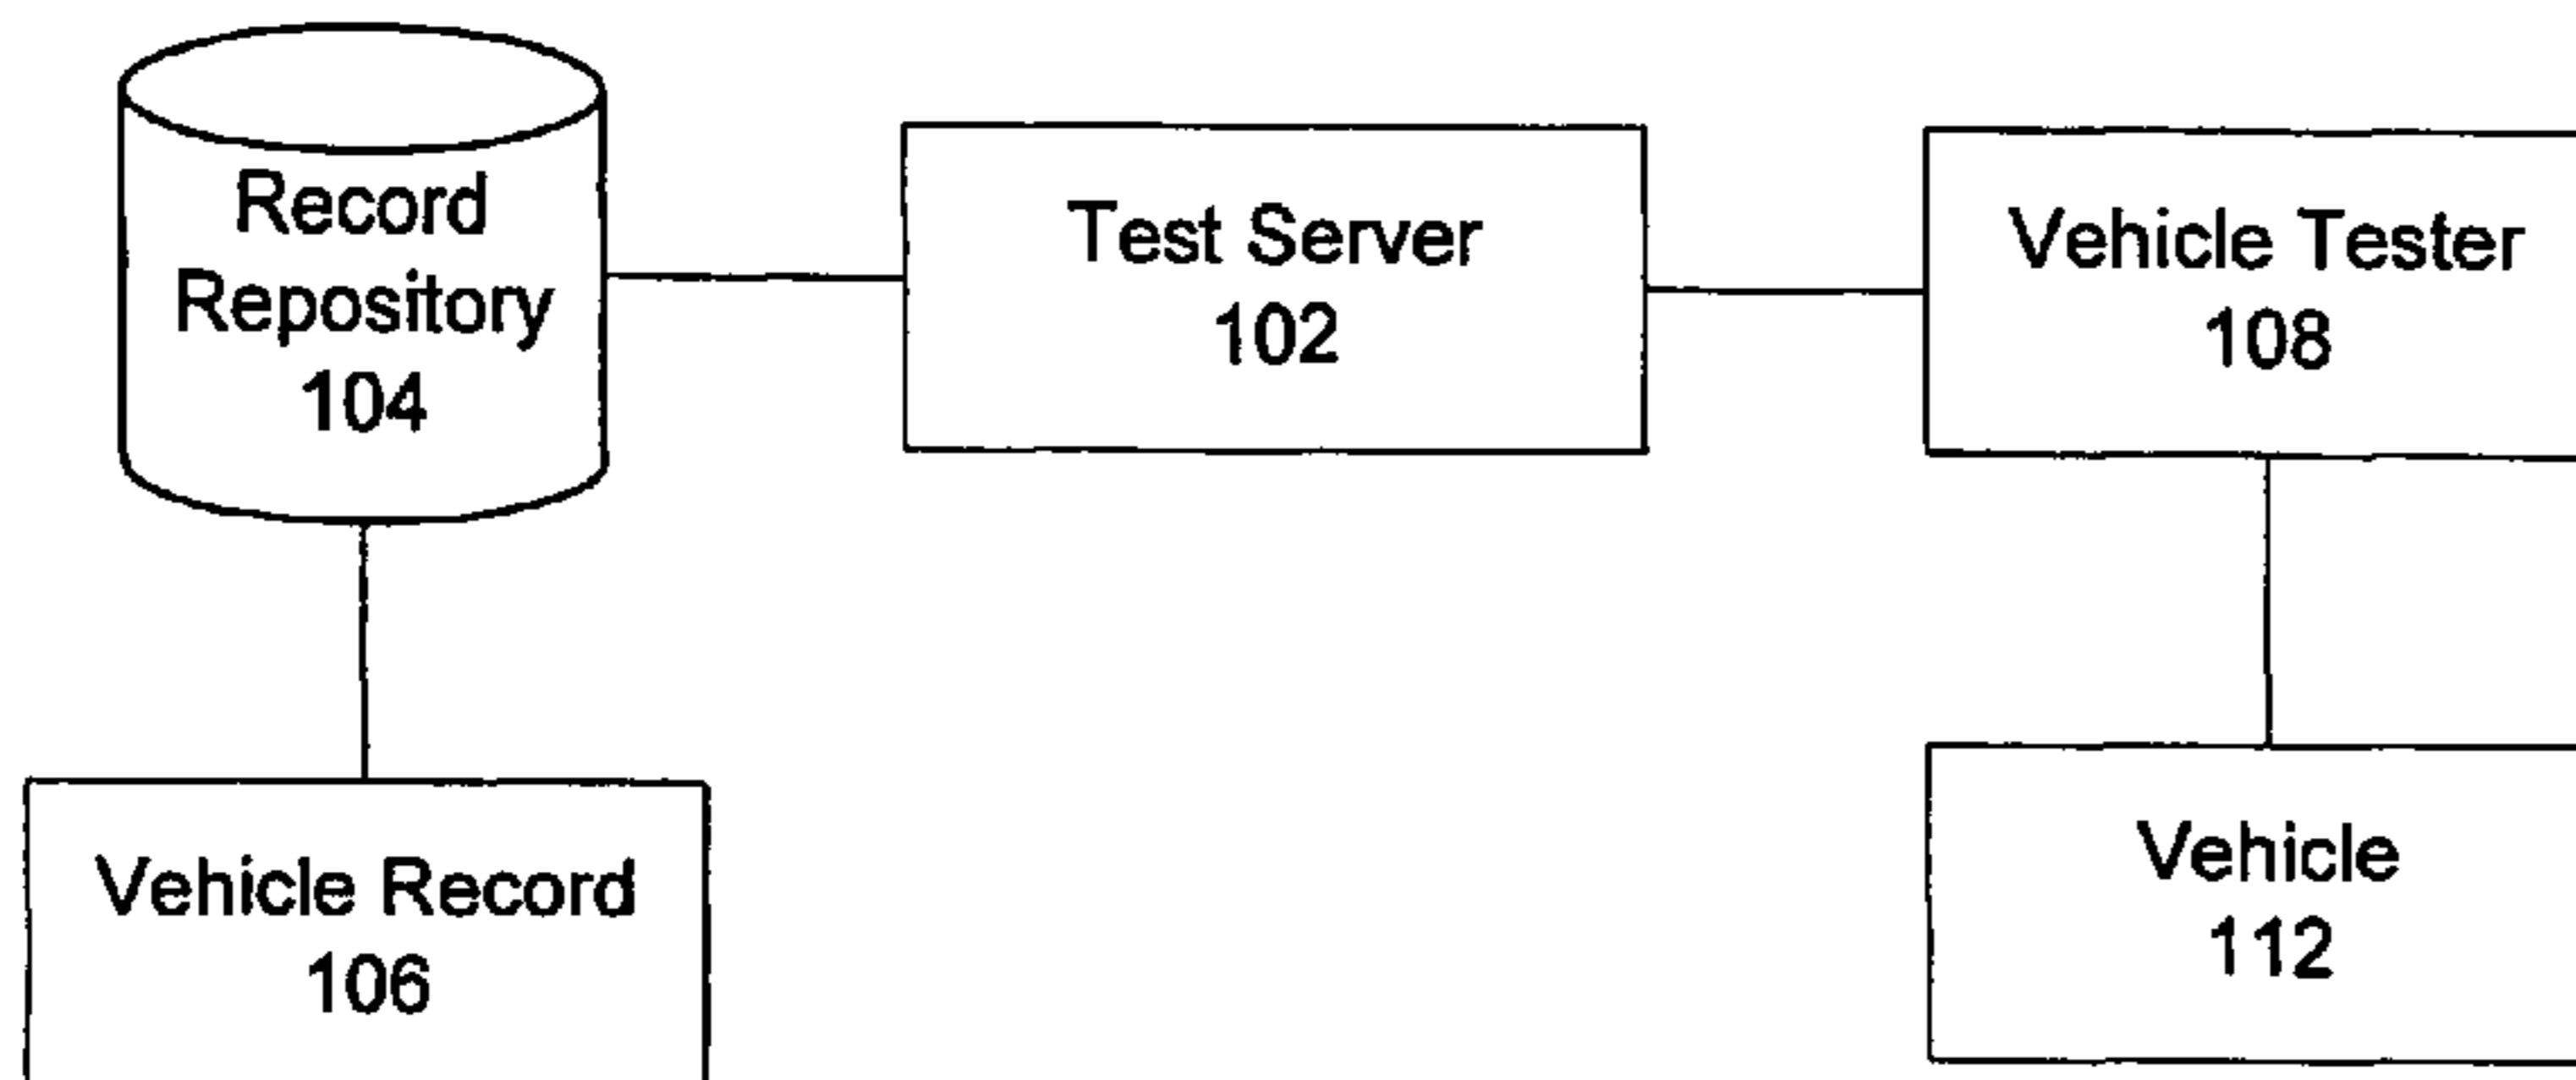 Record
Repository
104
Test Server
102
Vehicle Tester
108
Vehicle Record
106
Vehicle
112